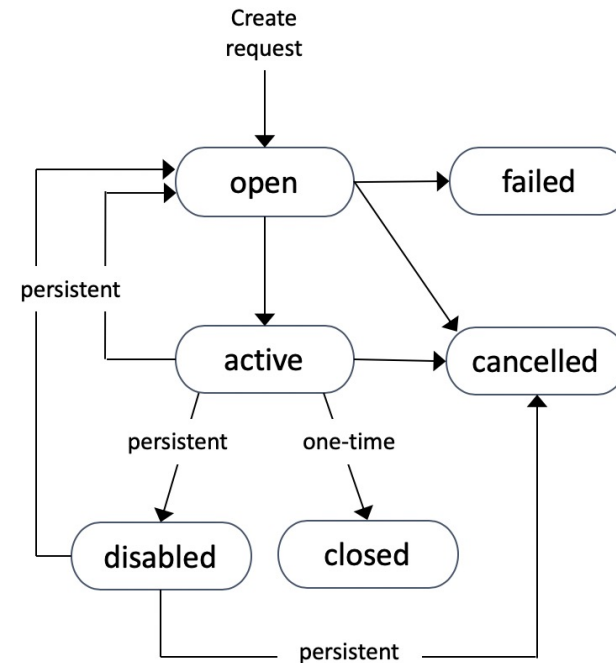 Create
request
open
failed
persistent
active
cancelled
persistent
one-time
disabled
closed
persistent